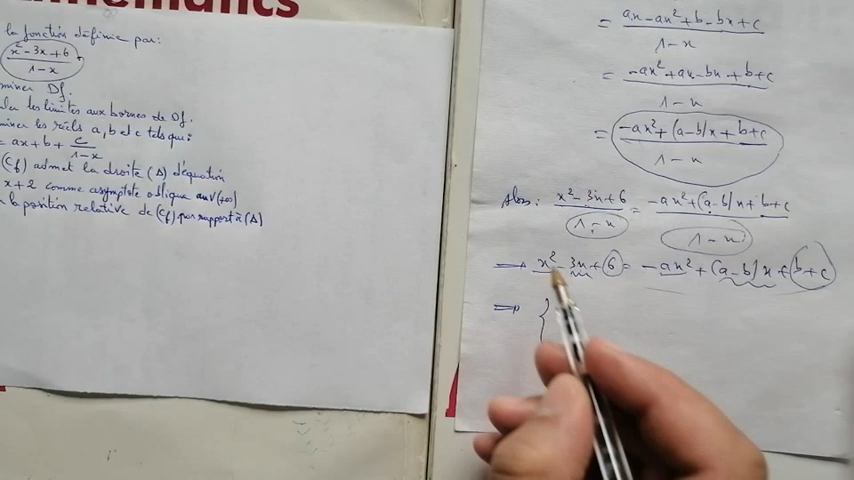 la fonction définie par:
x² - 3x + 6
1 - x
miner Df.
les limites aux bornes de Df.
miner les réels a, b et c tels que:
= ax + b + c/(1-x)
(Cf) admet la droite (Δ) d'équation
x + 2 comme asymptote oblique au V(+∞)
la position relative de (Cf) par rapport à (Δ)
= (ax - ax² + b - bx + c)/(1 - x)
= (-ax² + ax - bx + b + c)/(1 - x)
= (-ax² + (a-b)x + b + c)/(1 - x)
Alors: (x² - 3x + 6)/(1 - x) = (-ax² + (a-b)x + b + c)/(1 - x)
⟹ x² - 3x + 6 = -ax² + (a-b)x + b + c
⟹ {